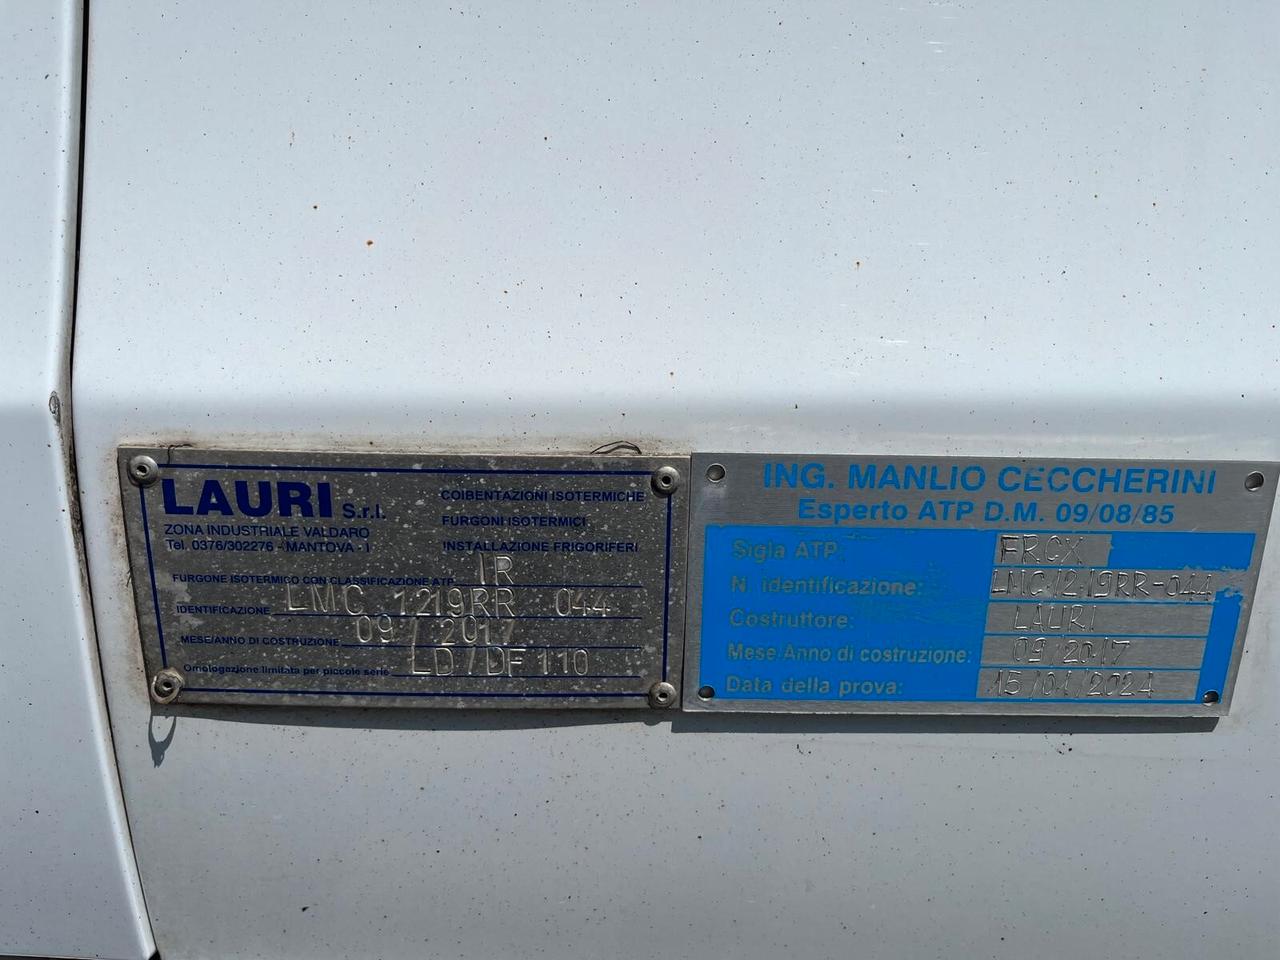 LAURI S.r.l.
ZONA INDUSTRIALE VALDARO
Tel. 0376/302276 - MANTOVA - I
COIBENTAZIONI ISOTERMICHE
FURGONI ISOTERMICI
INSTALLAZIONE FRIGORIFERI
FURGONE ISOTERMICO CON CLASSIFICAZIONE ATP IR
IDENTIFICAZIONE LMC 1219RR 044
MESE/ANNO DI COSTRUZIONE 09/2017
Omologazione limitata per piccole serie LD/DF 110
ING. MANLIO CECCHERINI
Esperto ATP D.M. 09/08/85
Sigla ATP: FRCX
N. identificazione: LMC1219RR-044
Costruttore: LAURI
Mese/Anno di costruzione: 09/2017
Data della prova: 15/01/2024